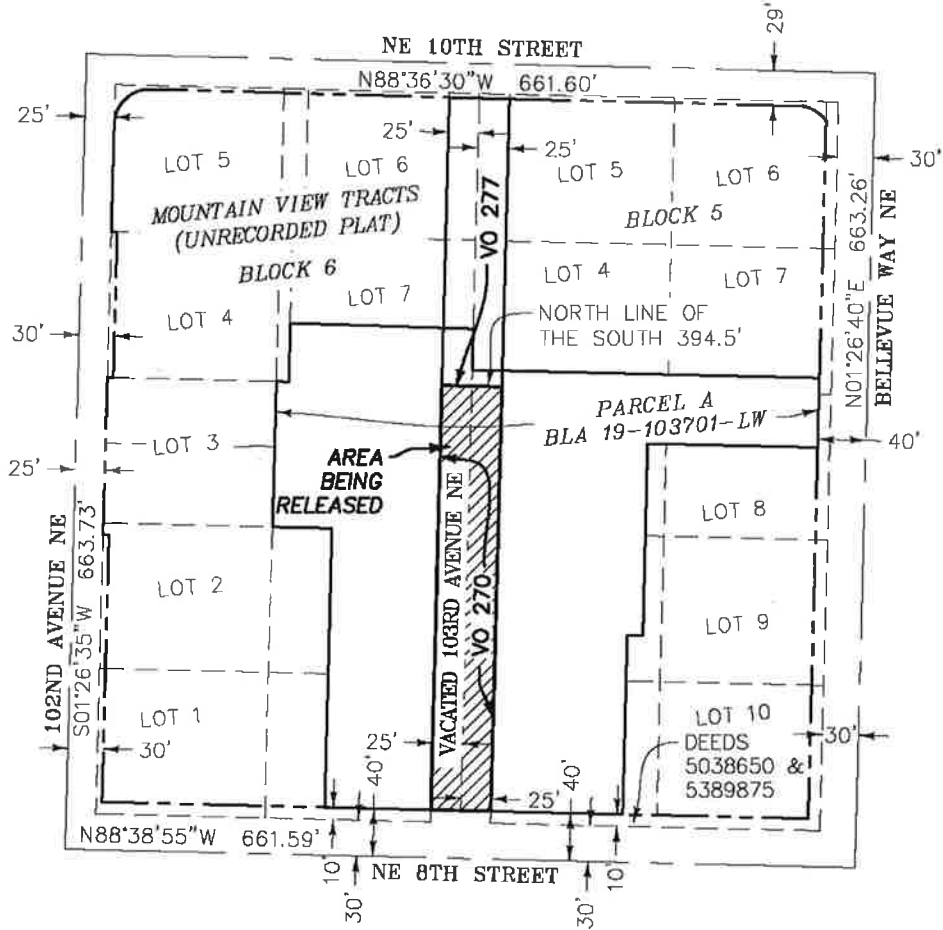 NE 10TH STREET
29'
N88°36'30"W 661.60'
25'
25'
25'
30'
LOT 5
LOT 6
LOT 5
LOT 6
MOUNTAIN VIEW TRACTS
(UNRECORDED PLAT)
BLOCK 5
BLOCK 6
VO 277
LOT 4
LOT 7
LOT 4
LOT 7
NORTH LINE OF
THE SOUTH 394.5'
30'
N01°26'40"E 663.26'
BELLEVUE WAY NE
PARCEL A
BLA 19-103701-LW
40'
LOT 3
25'
AREA
BEING
RELEASED
LOT 8
102ND AVENUE NE
S01°26'35"W 663.73'
LOT 2
VACATED 103RD AVENUE NE
VO 270
LOT 9
LOT 1
LOT 10
DEEDS
5038650 &
5389875
30'
30'
25'
40'
25'
40'
N88°38'55"W 661.59'
10'
30'
NE 8TH STREET
30'
10'